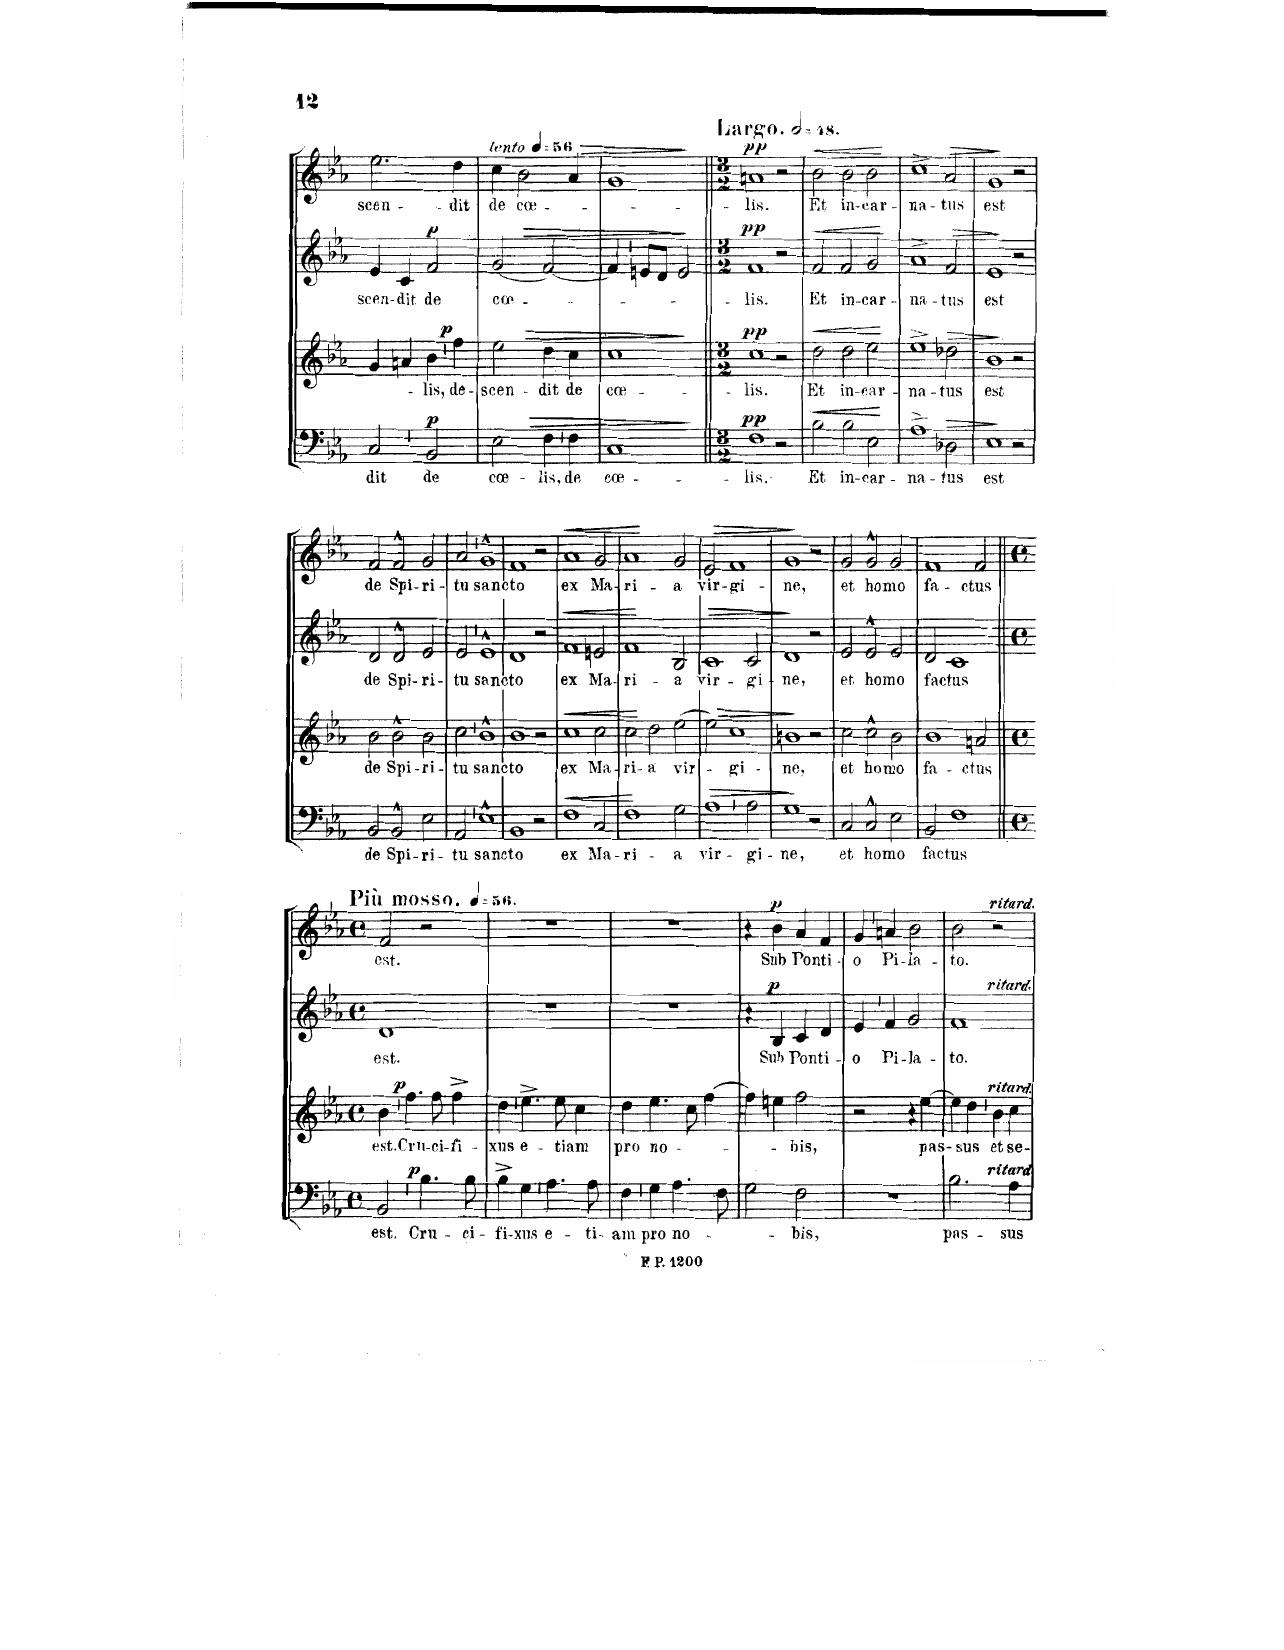 12
Largo. = 48.
lento = 56 pp
scen - - dit de cœ - - - - lis. Et in-car - na - tus est
p pp
scen-dit de cœ - - - - lis. Et in-car - na - tus est
p pp
- lis, de - scen - dit de cœ - - - lis. Et in-car - na - tus est
p pp
dit de cœ - lis, de cœ - - - lis. Et in-car - na - tus est
de Spi-ri-tu sancto ex Ma-ri - a vir-gi - ne, et homo fa - ctus
de Spi-ri-tu sancto ex Ma-ri - a vir - gi - ne, et homo factus
de Spi-ri-tu sancto ex Ma-ri-a vir - gi - ne, et homo fa - ctus
de Spi-ri-tu sancto ex Ma-ri - a vir - gi - ne, et homo factus
Più mosso. = 56.
p ritard.
est. Sub Ponti - o Pi-la - to.
p ritard.
est. Sub Ponti - o Pi-la - to.
p ritard.
est. Cru-ci-fi - xus e - tiam pro no - - - bis, pas-sus et se-
p ritard
est. Cru - ci - fi-xus e - ti-am pro no - - bis, pas - sus
F. P. 1200